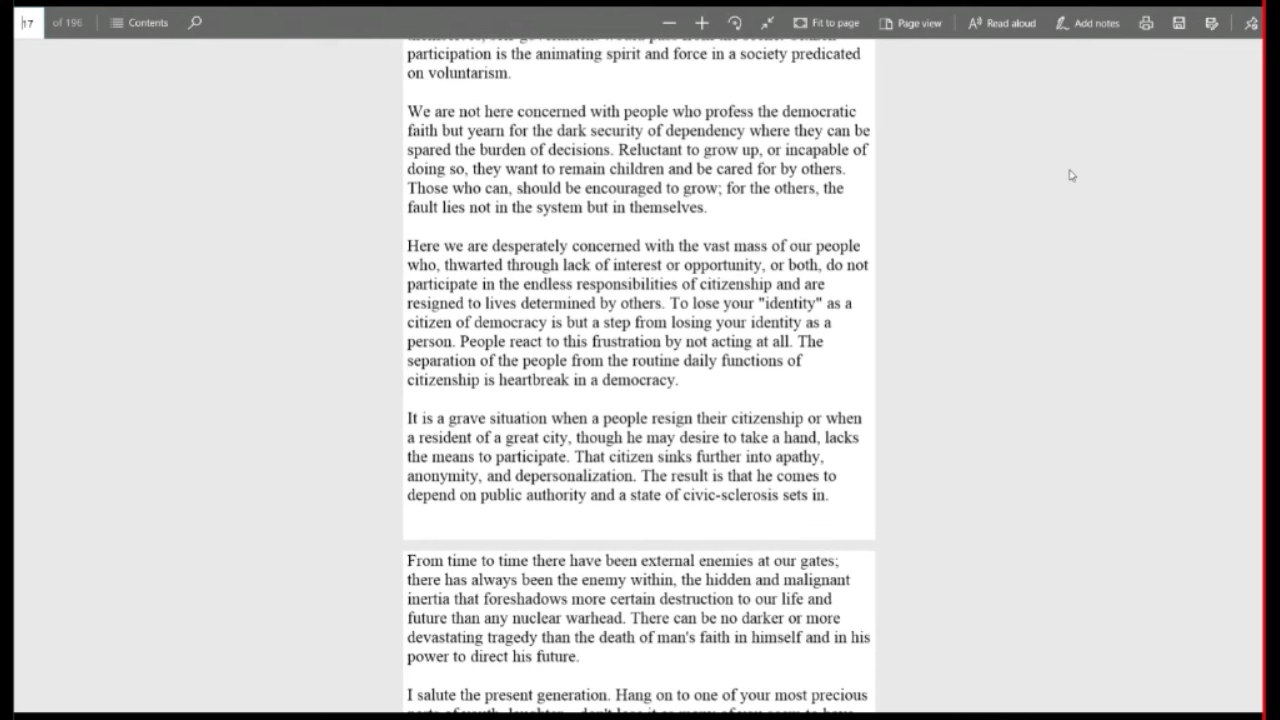 17 of 196 Contents Fit to page Page view Read aloud Add notes
participation is the animating spirit and force in a society predicated
on voluntarism.
We are not here concerned with people who profess the democratic
faith but yearn for the dark security of dependency where they can be
spared the burden of decisions. Reluctant to grow up, or incapable of
doing so, they want to remain children and be cared for by others.
Those who can, should be encouraged to grow; for the others, the
fault lies not in the system but in themselves.
Here we are desperately concerned with the vast mass of our people
who, thwarted through lack of interest or opportunity, or both, do not
participate in the endless responsibilities of citizenship and are
resigned to lives determined by others. To lose your "identity" as a
citizen of democracy is but a step from losing your identity as a
person. People react to this frustration by not acting at all. The
separation of the people from the routine daily functions of
citizenship is heartbreak in a democracy.
It is a grave situation when a people resign their citizenship or when
a resident of a great city, though he may desire to take a hand, lacks
the means to participate. That citizen sinks further into apathy,
anonymity, and depersonalization. The result is that he comes to
depend on public authority and a state of civic-sclerosis sets in.
From time to time there have been external enemies at our gates;
there has always been the enemy within, the hidden and malignant
inertia that foreshadows more certain destruction to our life and
future than any nuclear warhead. There can be no darker or more
devastating tragedy than the death of man's faith in himself and in his
power to direct his future.
I salute the present generation. Hang on to one of your most precious